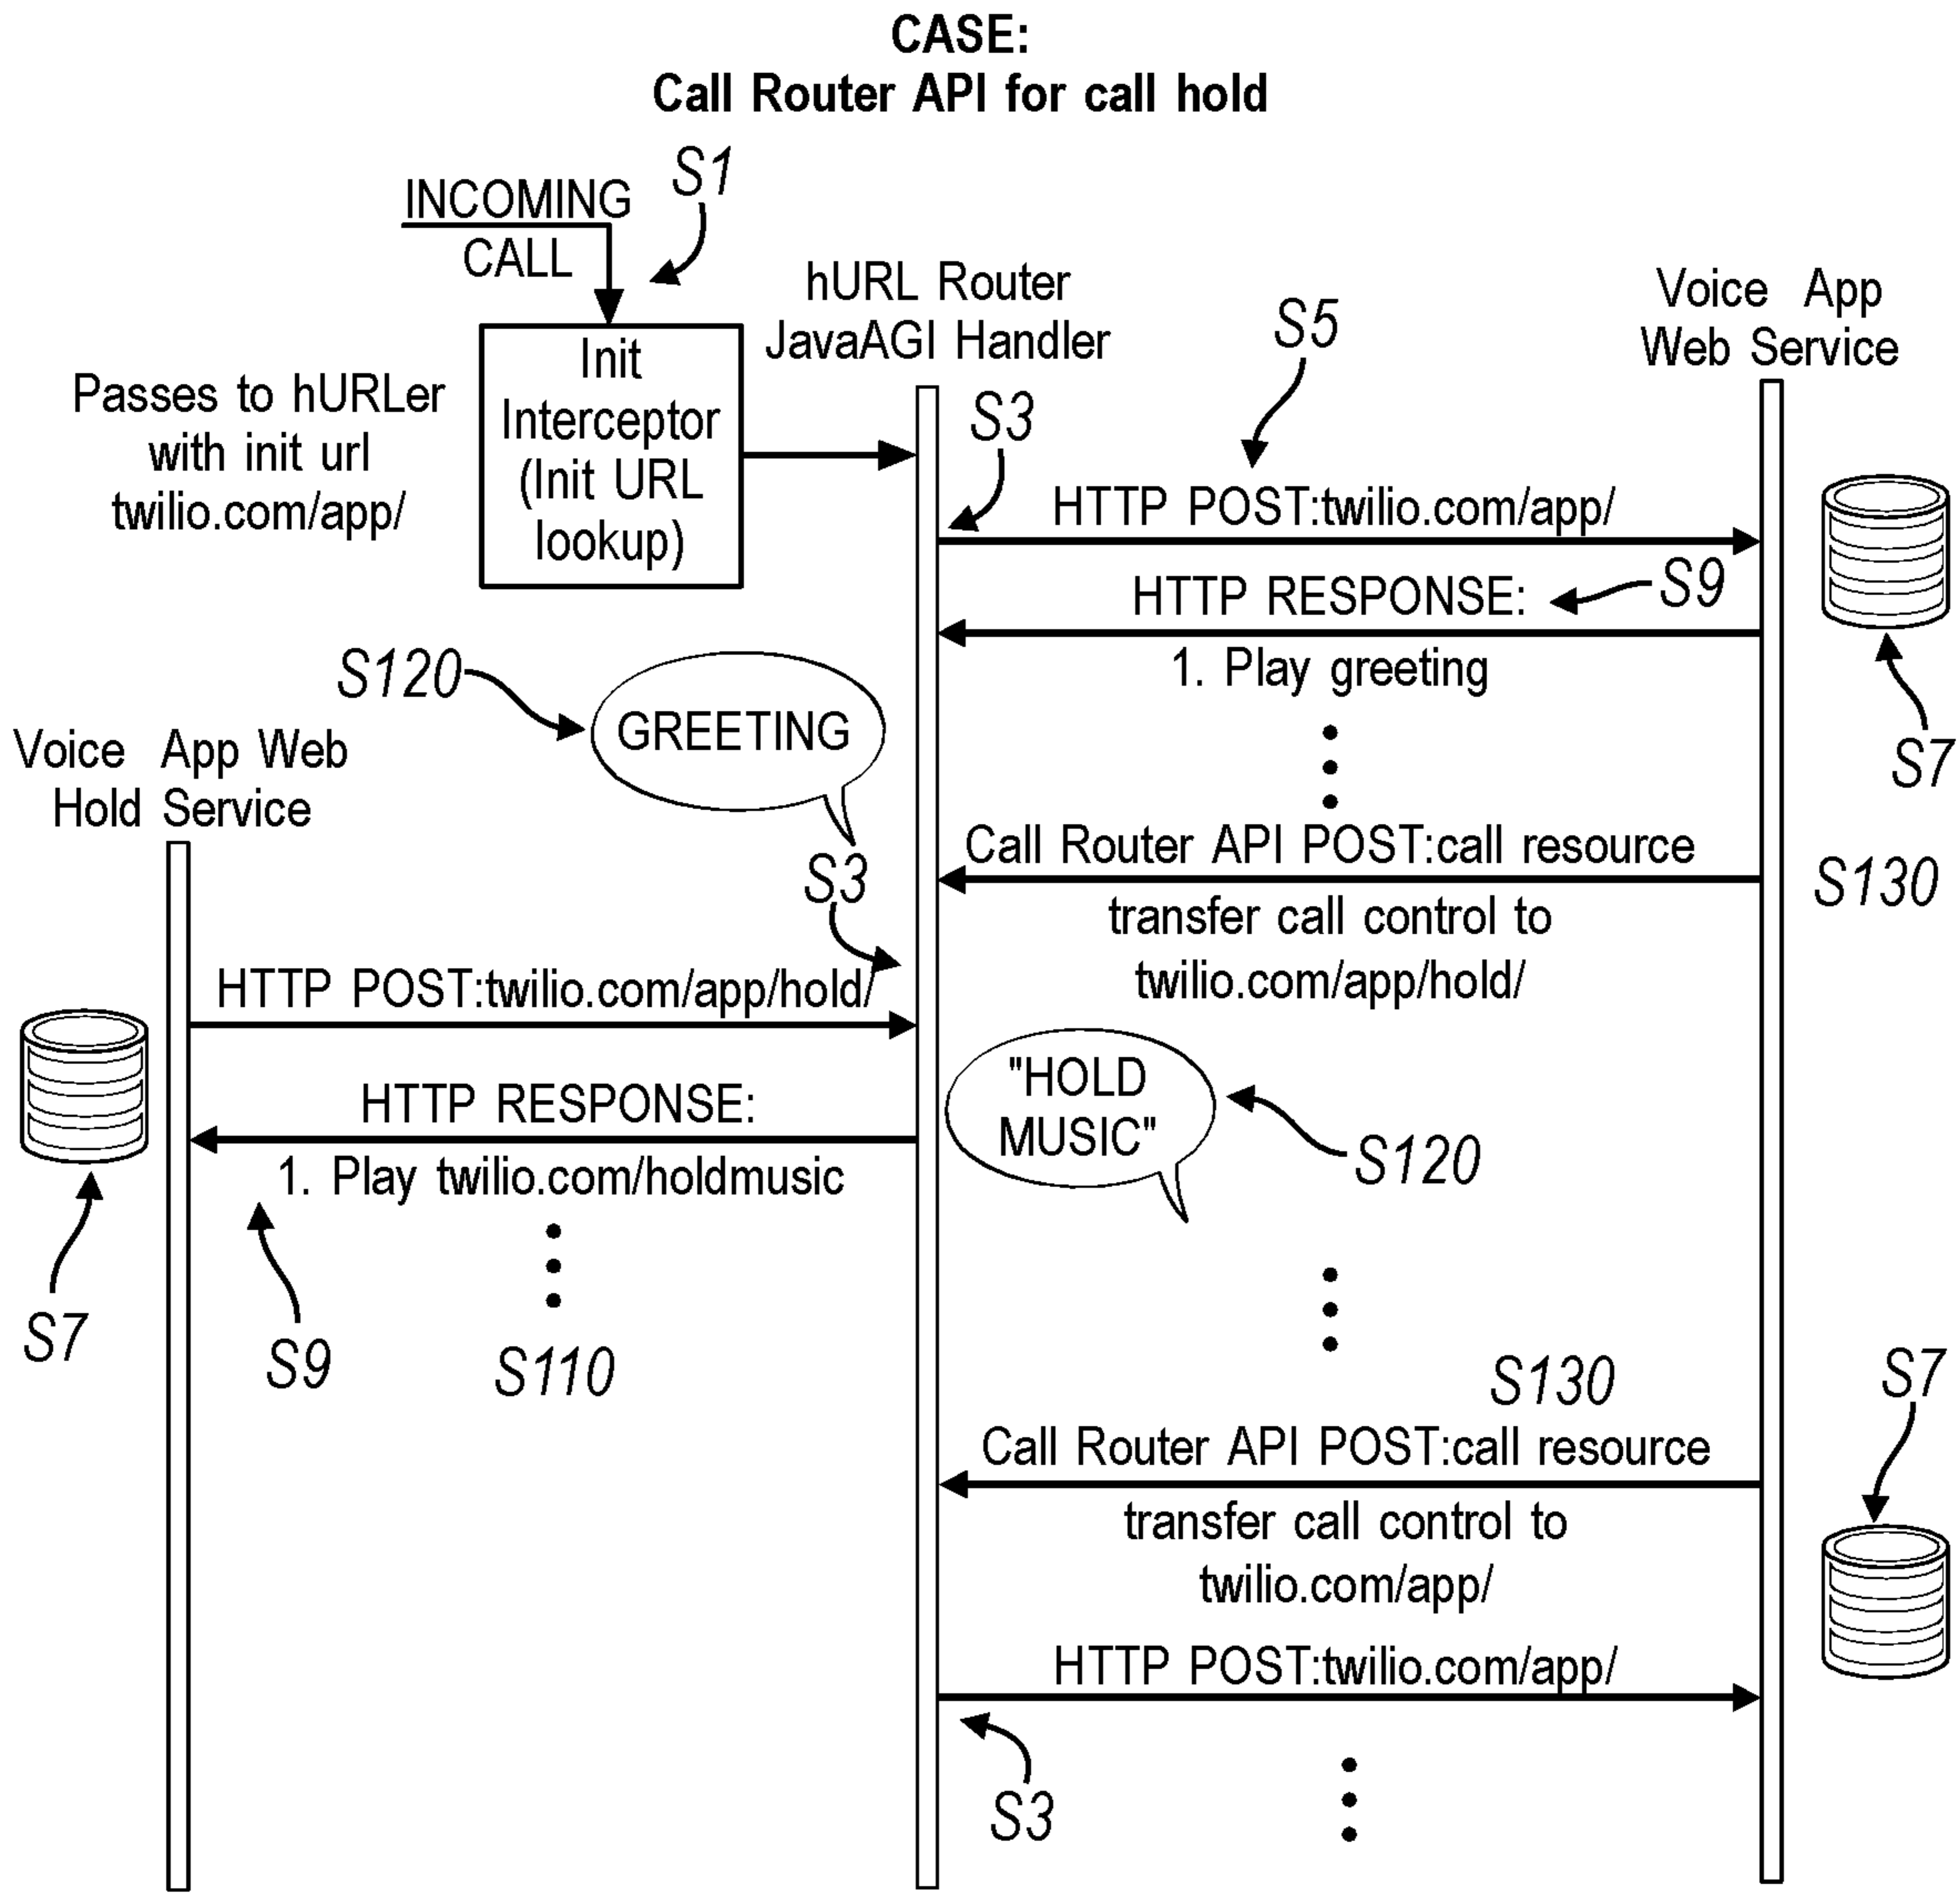 CASE:
Call Router API for call hold
S1
INCOMING
CALL
hURL Router
JavaAGI Handler
Voice App
Web Service
S5
Init
Interceptor
(Init URL
lookup)
Passes to hURLer
with init url
twilio.com/app/
S3
HTTP POST:twilio.com/app/
HTTP RESPONSE:
S9
1. Play greeting
S120
GREETING
S7
Voice App Web
Hold Service
Call Router API POST:call resource
S130
transfer call control to
twilio.com/app/hold/
S3
HTTP POST:twilio.com/app/hold/
"HOLD
MUSIC"
HTTP RESPONSE:
S120
1. Play twilio.com/holdmusic
S7
S9
S110
S130
S7
Call Router API POST:call resource
transfer call control to
twilio.com/app/
HTTP POST:twilio.com/app/
S3